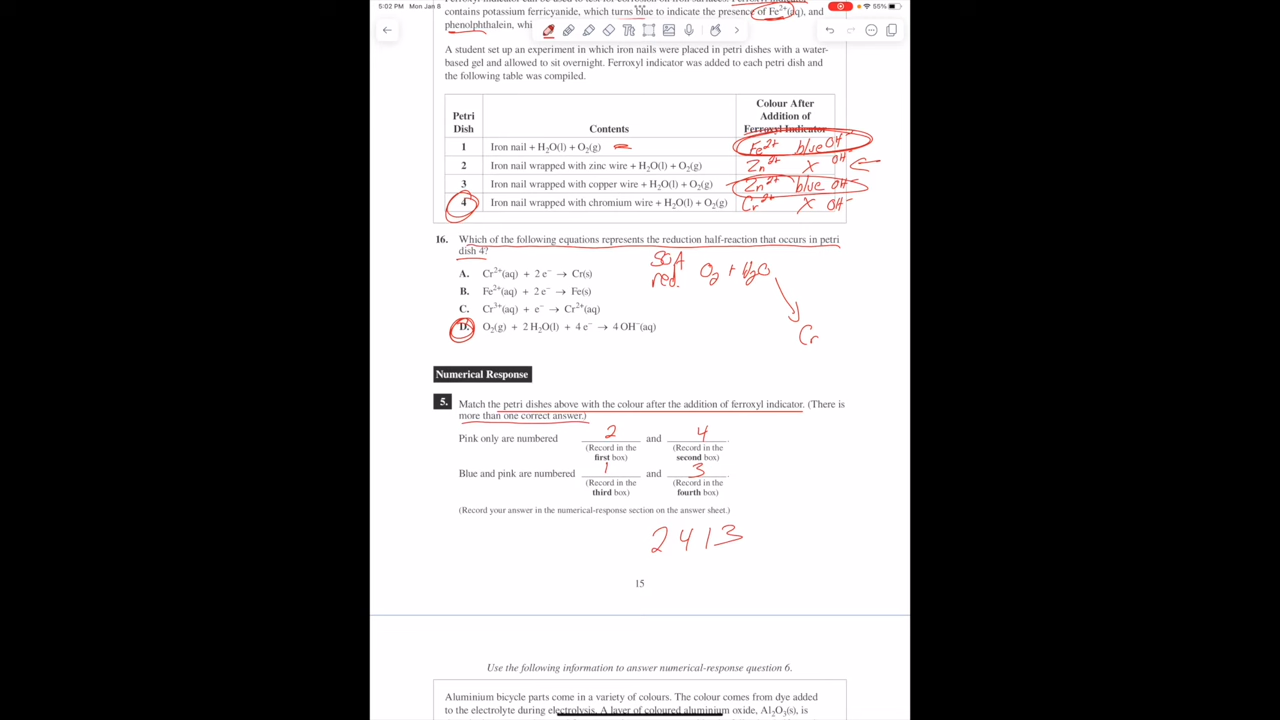 5:02 PM Mon Jan 8
55%
contains potassium ferricyanide, which turns blue to indicate the presence of Fe²⁺(aq), and
phenolphthalein, whi
A student set up an experiment in which iron nails were placed in petri dishes with a water-
based gel and allowed to sit overnight. Ferroxyl indicator was added to each petri dish and
the following table was compiled.
Petri Dish Contents Colour After Addition of Ferroxyl Indicator
1 Iron nail + H₂O(l) + O₂(g) Fe²⁺ blue OH⁻
2 Iron nail wrapped with zinc wire + H₂O(l) + O₂(g) Zn²⁺ X OH⁻
3 Iron nail wrapped with copper wire + H₂O(l) + O₂(g) Zn²⁺ blue OH⁻
4 Iron nail wrapped with chromium wire + H₂O(l) + O₂(g) Cr²⁺ X OH⁻
16. Which of the following equations represents the reduction half-reaction that occurs in petri
dish 4?
SOA
red. O₂ + H₂O
A. Cr²⁺(aq) + 2 e⁻ → Cr(s)
B. Fe²⁺(aq) + 2 e⁻ → Fe(s)
C. Cr³⁺(aq) + e⁻ → Cr²⁺(aq)
D. O₂(g) + 2 H₂O(l) + 4 e⁻ → 4 OH⁻(aq)
Cr
Numerical Response
5. Match the petri dishes above with the colour after the addition of ferroxyl indicator. (There is
more than one correct answer.)
Pink only are numbered 2 and 4.
(Record in the first box) (Record in the second box)
Blue and pink are numbered 1 and 3.
(Record in the third box) (Record in the fourth box)
(Record your answer in the numerical-response section on the answer sheet.)
2413
15
Use the following information to answer numerical-response question 6.
Aluminium bicycle parts come in a variety of colours. The colour comes from dye added
to the electrolyte during electrolysis. A layer of coloured aluminium oxide, Al₂O₃(s), is